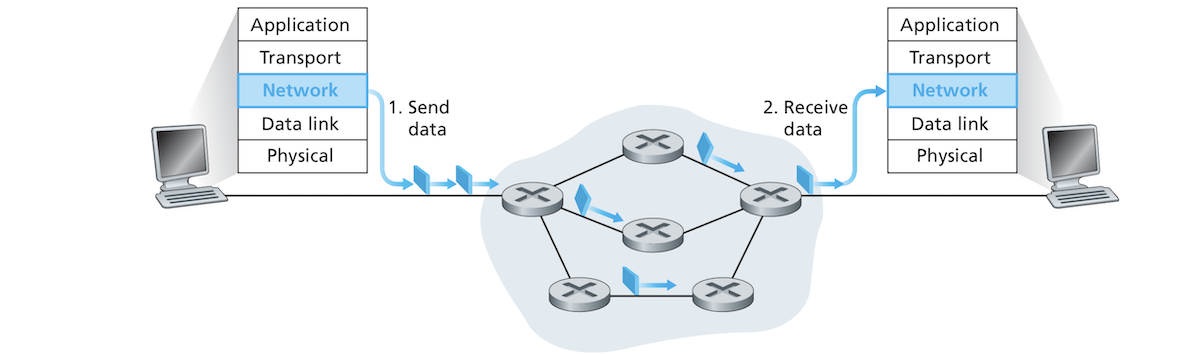 Application
Transport
Network
Data link
Physical
1. Send
data
2. Receive
data
Application
Transport
Network
Data link
Physical